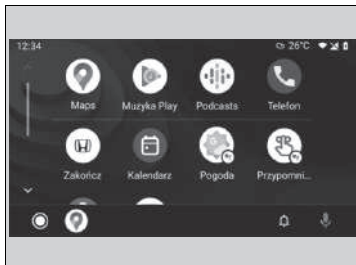 12:34 26°C
Maps Muzyka Play Podcasts Telefon
Zakończ Kalendarz Pogoda Przypomni...